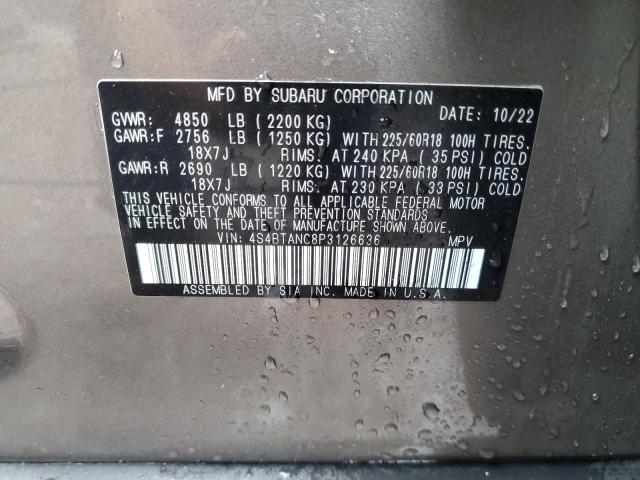 MFD BY SUBARU CORPORATION
GVWR: 4850 LB ( 2200 KG) DATE: 10/22
GAWR:F 2756 LB ( 1250 KG) WITH 225/60R18 100H TIRES.
18X7J RIMS. AT 240 KPA ( 35 PSI) COLD
GAWR:R 2690 LB ( 1220 KG) WITH 225/60R18 100H TIRES.
18X7J RIMS. AT 230 KPA ( 33 PSI) COLD
THIS VEHICLE CONFORMS TO ALL APPLICABLE FEDERAL MOTOR
VEHICLE SAFETY AND THEFT PREVENTION STANDARDS
IN EFFECT ON THE DATE OF MANUFACTURE SHOWN ABOVE.
VIN: 4S4BTANC8P3126636 MPV
ASSEMBLED BY SIA INC. MADE IN U.S.A.